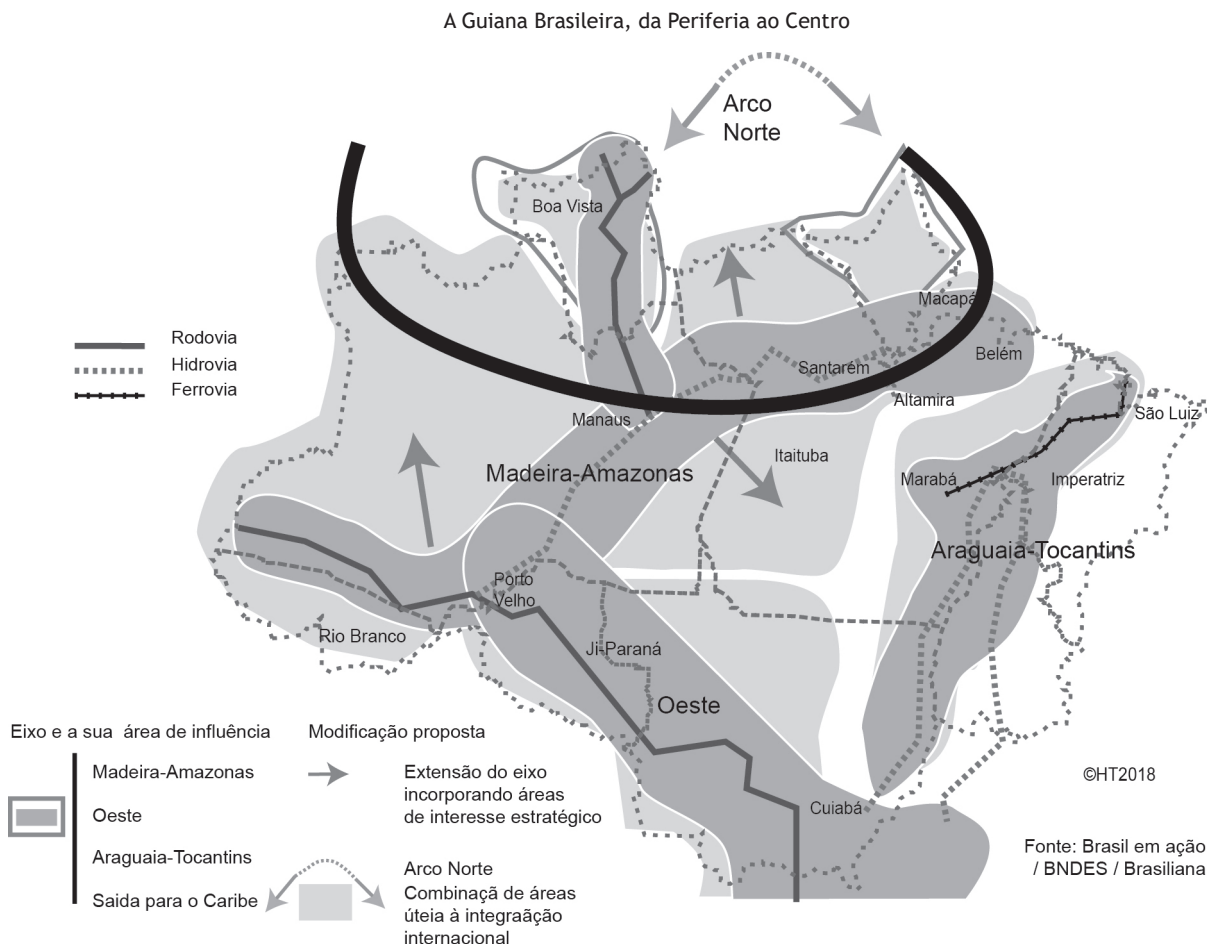 A Guiana Brasileira, da Periferia ao Centro
Arco
Norte
Boa Vista
Macapá
Rodovia
Hidrovia
Ferrovia
Santarém
Belém
Altamira
São Luiz
Manaus
Itaituba
Madeira-Amazonas
Marabá
Imperatriz
Araguaia-Tocantins
Porto
Velho
Rio Branco
Ji-Paraná
Oeste
Cuiabá
©HT2018
Eixo e a sua área de influência
Madeira-Amazonas
Oeste
Araguaia-Tocantins
Saida para o Caribe
Modificação proposta
Extensão do eixo
incorporando áreas
de interesse estratégico
Arco Norte
Combinaçã de áreas
úteia à integraãção
internacional
Fonte: Brasil em ação
/ BNDES / Brasiliana